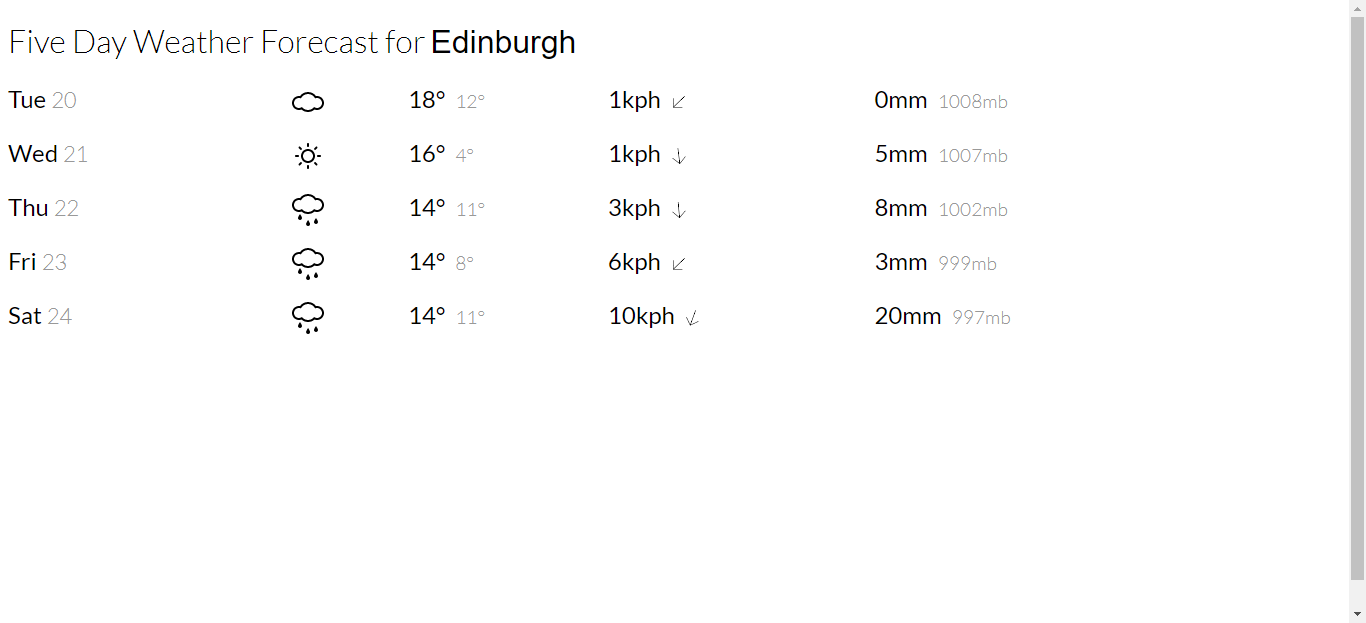 Five Day Weather Forecast for Edinburgh
Tue 20 18° 12° 1kph 0mm 1008mb
Wed 21 16° 4° 1kph 5mm 1007mb
Thu 22 14° 11° 3kph 8mm 1002mb
Fri 23 14° 8° 6kph 3mm 999mb
Sat 24 14° 11° 10kph 20mm 997mb